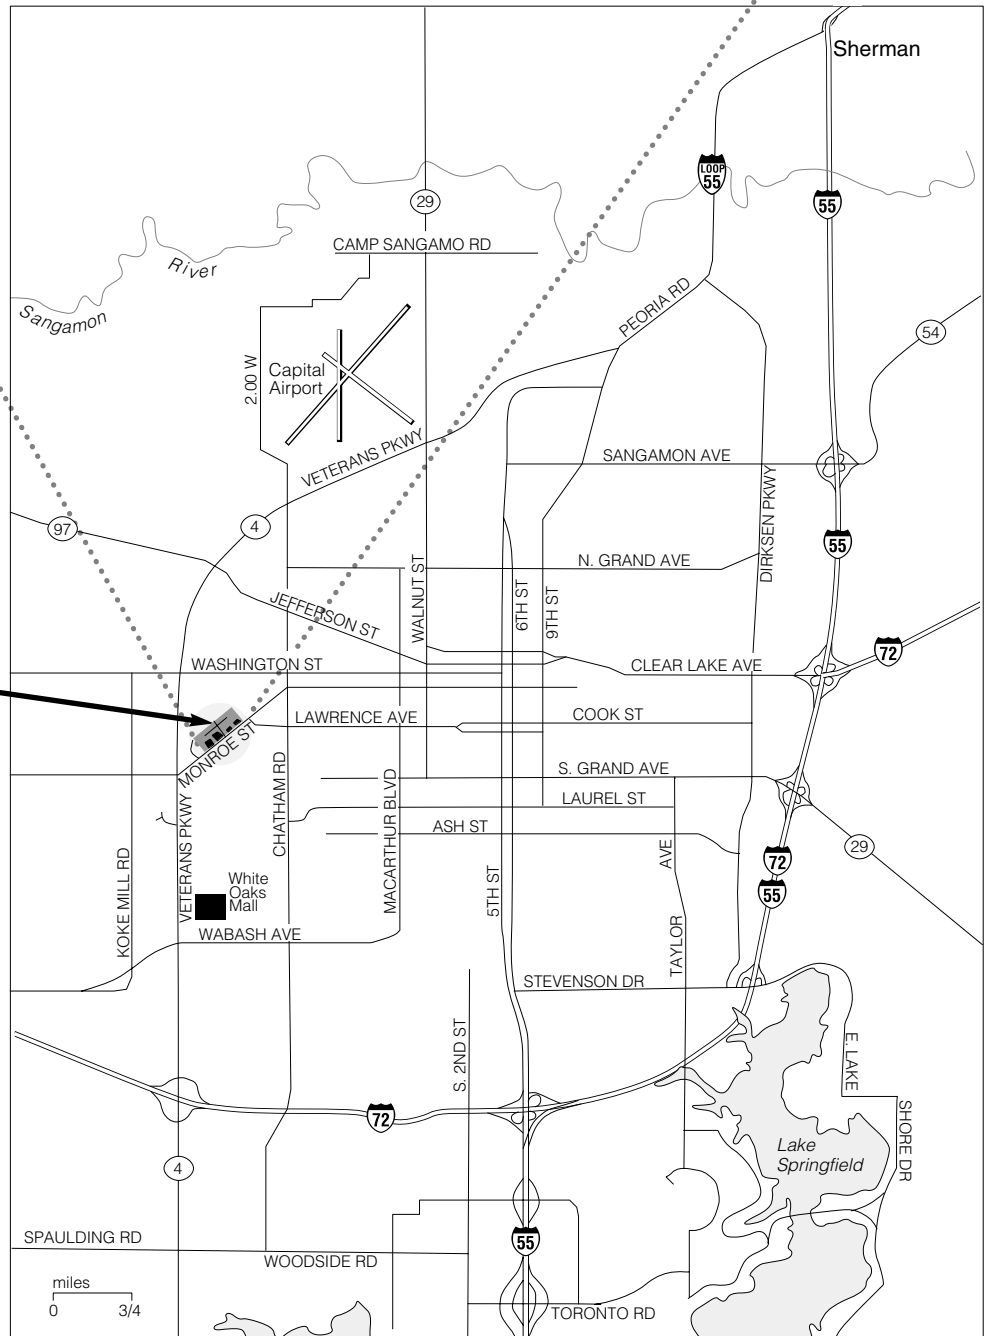 Sherman
LOOP
55
55
29
CAMP SANGAMO RD
River
Sangamon
PEORIA RD
54
2.00 W
Capital
Airport
VETERANS PKWY
SANGAMON AVE
DIRKSEN PKWY
97
4
55
N. GRAND AVE
WALNUT ST
6TH ST
9TH ST
JEFFERSON ST
72
WASHINGTON ST
CLEAR LAKE AVE
LAWRENCE AVE
COOK ST
MONROE ST
S. GRAND AVE
CHATHAM RD
MACARTHUR BLVD
LAUREL ST
VETERANS PKWY
ASH ST
AVE
29
72
55
KOKE MILL RD
White
Oaks
Mall
5TH ST
WABASH AVE
TAYLOR
STEVENSON DR
S. 2ND ST
E. LAKE
72
SHORE DR
Lake
Springfield
4
SPAULDING RD
55
WOODSIDE RD
miles
0 3/4
TORONTO RD